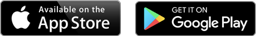 Available on the
App Store
GET IT ON
Google Play